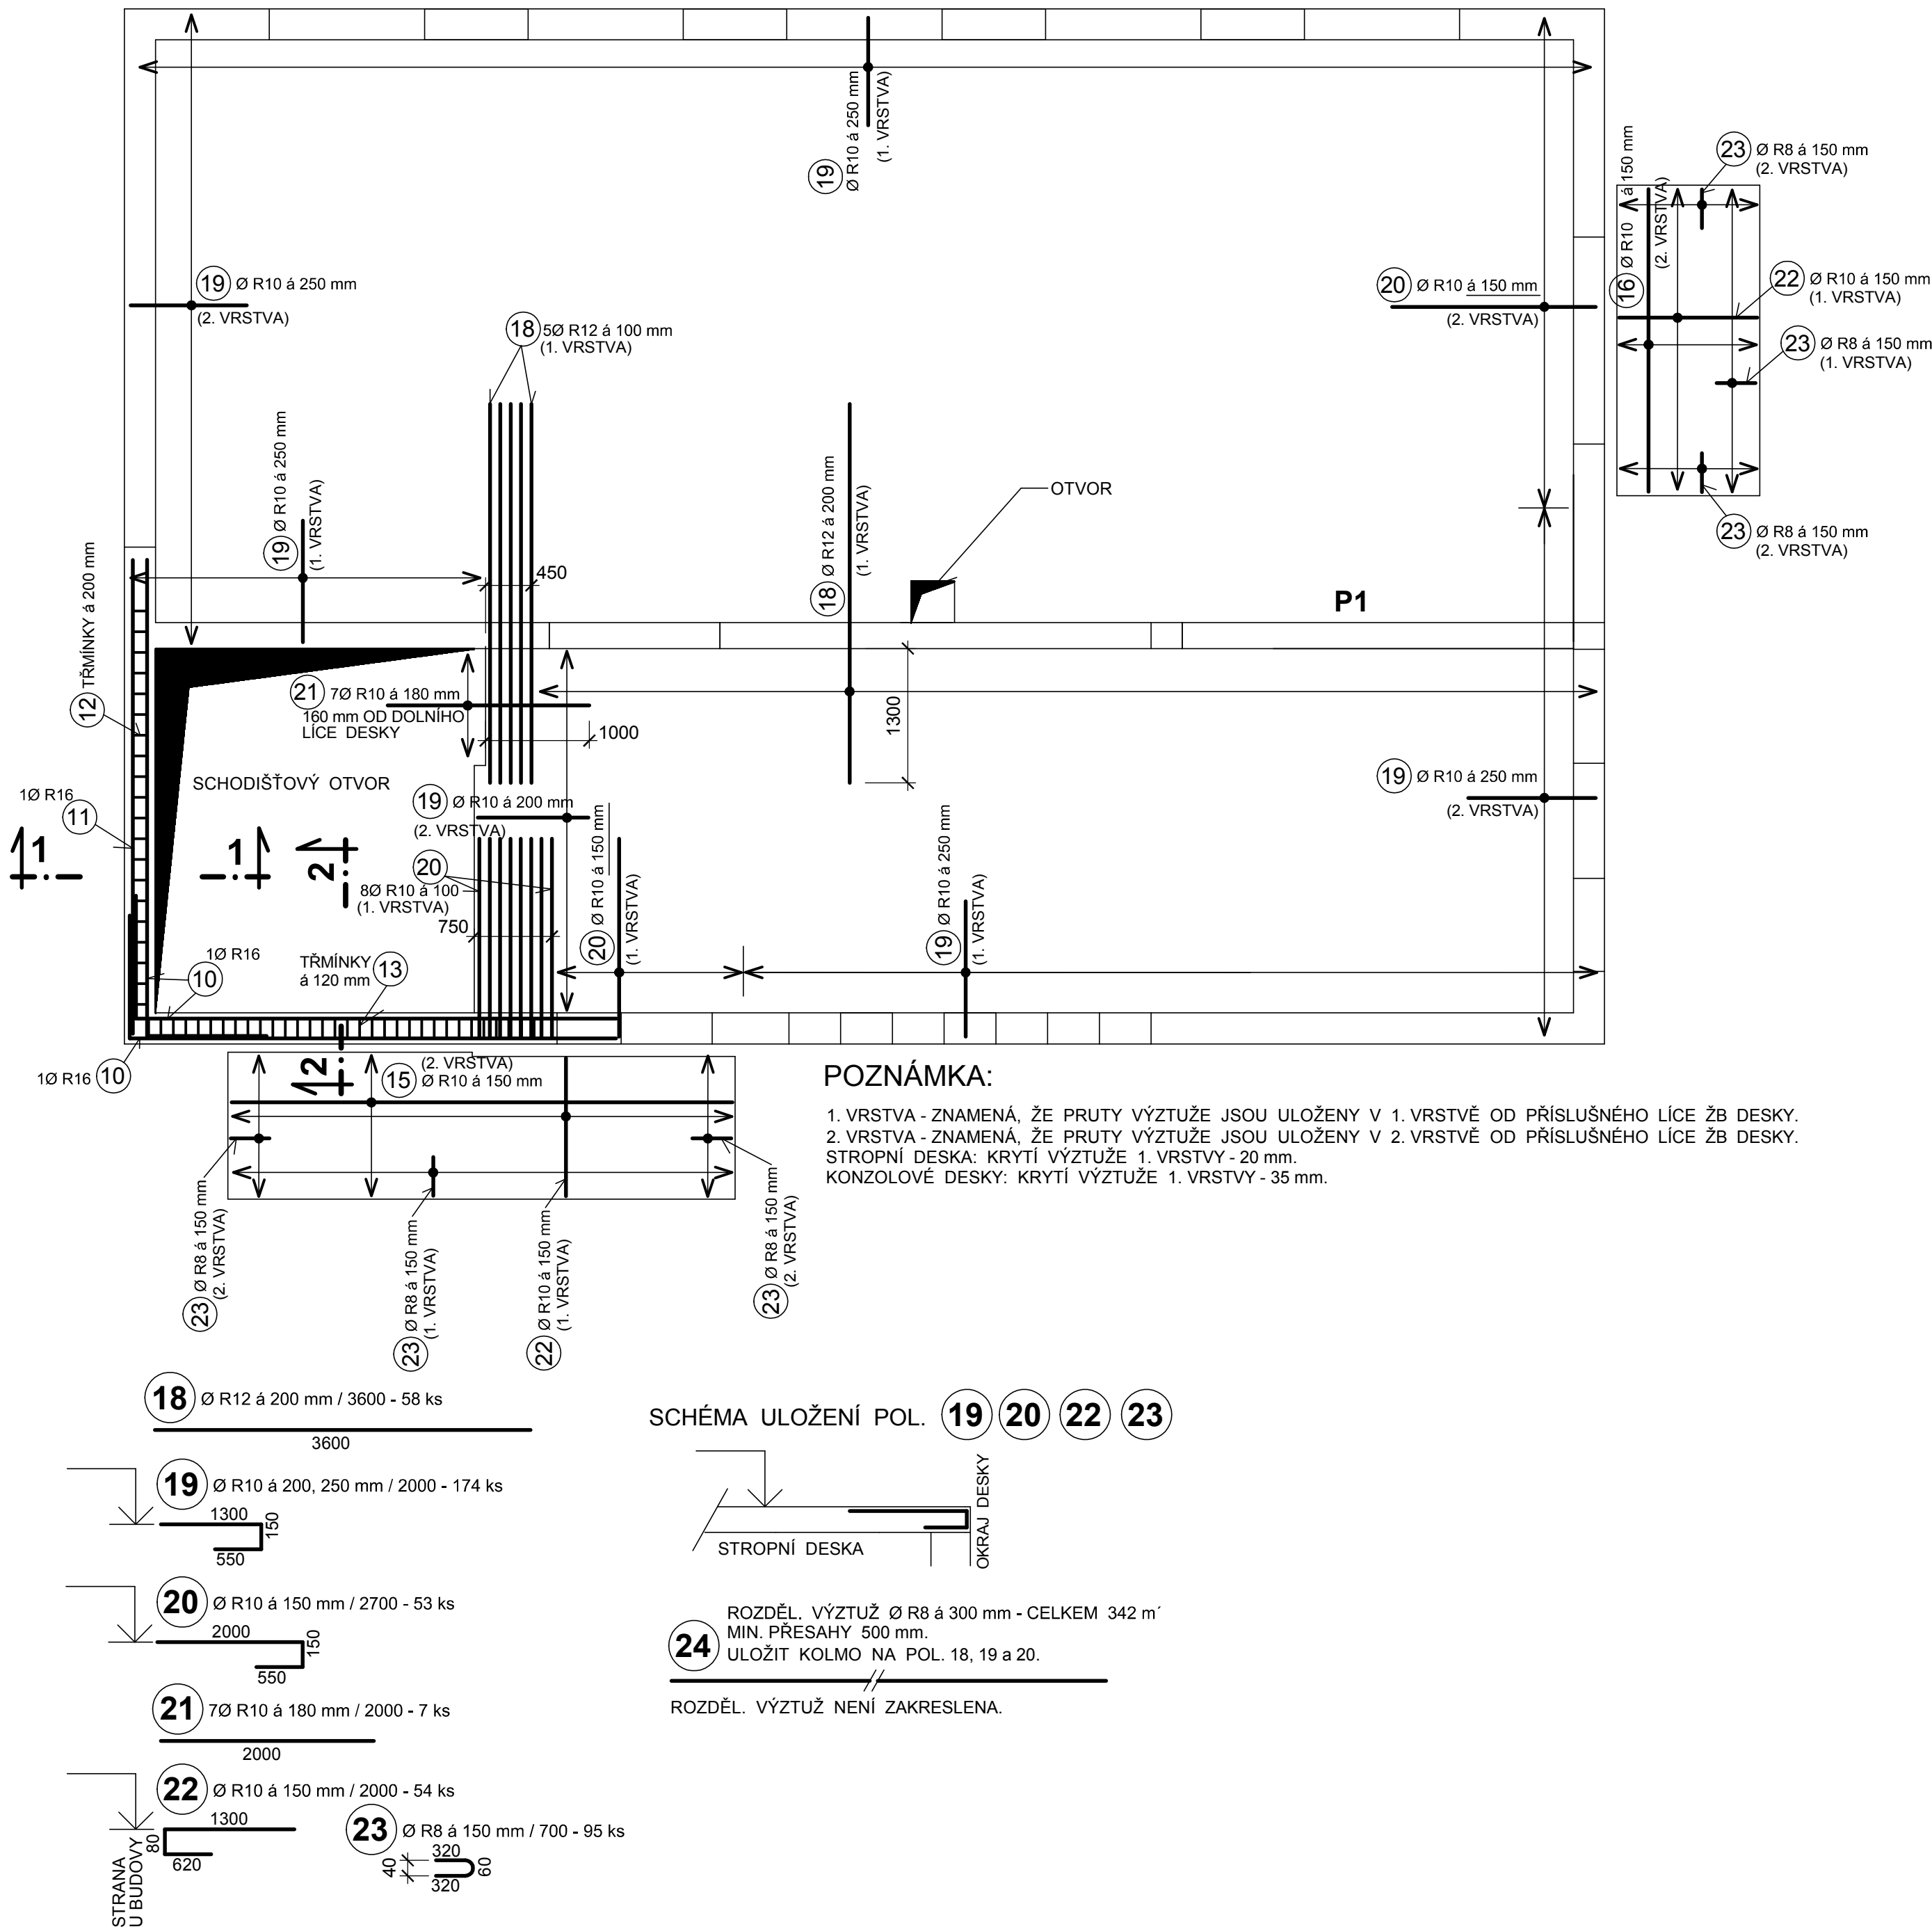 19 Ø R10 á 250 mm
(1. VRSTVA)
16 Ø R10 á 150 mm
(2. VRSTVA)
23 Ø R8 á 150 mm
(2. VRSTVA)
19 Ø R10 á 250 mm
(2. VRSTVA)
20 Ø R10 á 150 mm
(2. VRSTVA)
22 Ø R10 á 150 mm
(1. VRSTVA)
18 5Ø R12 á 100 mm
(1. VRSTVA)
23 Ø R8 á 150 mm
(1. VRSTVA)
19 Ø R10 á 250 mm
(1. VRSTVA)
18 Ø R12 á 200 mm
(1. VRSTVA)
OTVOR
23 Ø R8 á 150 mm
(2. VRSTVA)
450
P1
12 TŘMÍNKY á 200 mm
21 7Ø R10 á 180 mm
160 mm OD DOLNÍHO
LÍCE DESKY
1000
1300
SCHODIŠŤOVÝ OTVOR
19 Ø R10 á 250 mm
(2. VRSTVA)
1Ø R16
11
19 Ø R10 á 200 mm
(2. VRSTVA)
1
1
2
20
8Ø R10 á 100
(1. VRSTVA)
750
20 Ø R10 á 150 mm
(1. VRSTVA)
19 Ø R10 á 250 mm
(1. VRSTVA)
1Ø R16
10
TŘMÍNKY
á 120 mm 13
1Ø R16 10
2
(2. VRSTVA)
15 Ø R10 á 150 mm
POZNÁMKA:
1. VRSTVA - ZNAMENÁ, ŽE PRUTY VÝZTUŽE JSOU ULOŽENY V 1. VRSTVĚ OD PŘÍSLUŠNÉHO LÍCE ŽB DESKY.
2. VRSTVA - ZNAMENÁ, ŽE PRUTY VÝZTUŽE JSOU ULOŽENY V 2. VRSTVĚ OD PŘÍSLUŠNÉHO LÍCE ŽB DESKY.
STROPNÍ DESKA: KRYTÍ VÝZTUŽE 1. VRSTVY - 20 mm.
KONZOLOVÉ DESKY: KRYTÍ VÝZTUŽE 1. VRSTVY - 35 mm.
23 Ø R8 á 150 mm
(2. VRSTVA)
23 Ø R8 á 150 mm
(1. VRSTVA)
22 Ø R10 á 150 mm
(1. VRSTVA)
23 Ø R8 á 150 mm
(2. VRSTVA)
18 Ø R12 á 200 mm / 3600 - 58 ks
3600
19 Ø R10 á 200, 250 mm / 2000 - 174 ks
1300
150
550
20 Ø R10 á 150 mm / 2700 - 53 ks
2000
150
550
21 7Ø R10 á 180 mm / 2000 - 7 ks
2000
22 Ø R10 á 150 mm / 2000 - 54 ks
1300
80
620
STRANA
U BUDOVY
23 Ø R8 á 150 mm / 700 - 95 ks
320
40
60
320
SCHÉMA ULOŽENÍ POL. 19 20 22 23
OKRAJ DESKY
STROPNÍ DESKA
24
ROZDĚL. VÝZTUŽ Ø R8 á 300 mm - CELKEM 342 m´
MIN. PŘESAHY 500 mm.
ULOŽIT KOLMO NA POL. 18, 19 a 20.
ROZDĚL. VÝZTUŽ NENÍ ZAKRESLENA.